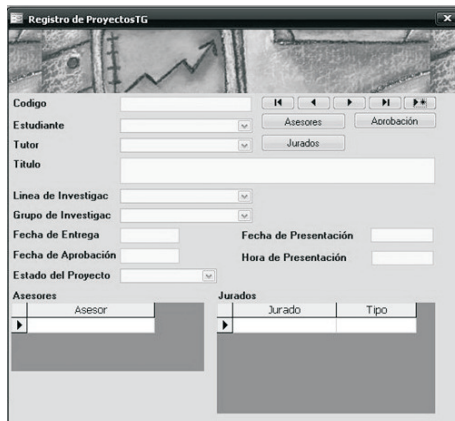 Registro de ProyectosTG
Codigo
Estudiante
Asesores
Aprobación
Tutor
Jurados
Titulo
Linea de Investigac
Grupo de Investigac
Fecha de Entrega
Fecha de Presentación
Fecha de Aprobación
Hora de Presentación
Estado del Proyecto
Asesores
Jurados
Asesor
Jurado
Tipo